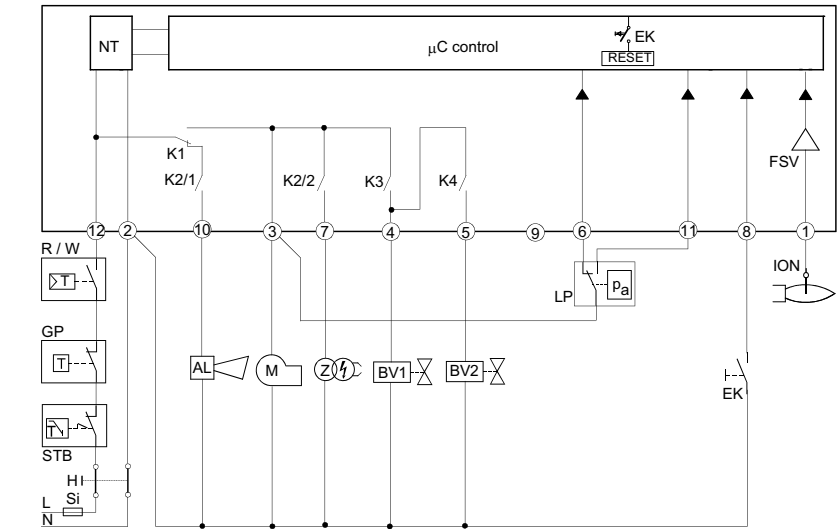 NT
μC control
EK
RESET
FSV
K1
K2/1
K2/2
K3
K4
12
2
10
3
7
4
5
9
6
11
8
1
R / W
T
LP
pa
ION
GP
T
AL
M
Z
BV1
BV2
EK
T
STB
H
Si
L
N